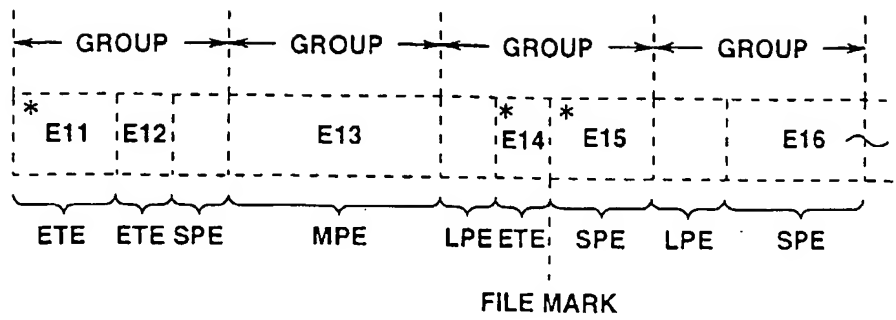 GROUP GROUP GROUP GROUP
* E11 E12 E13 * E14 * E15 E16
ETE ETE SPE MPE LPE ETE SPE LPE SPE
FILE MARK